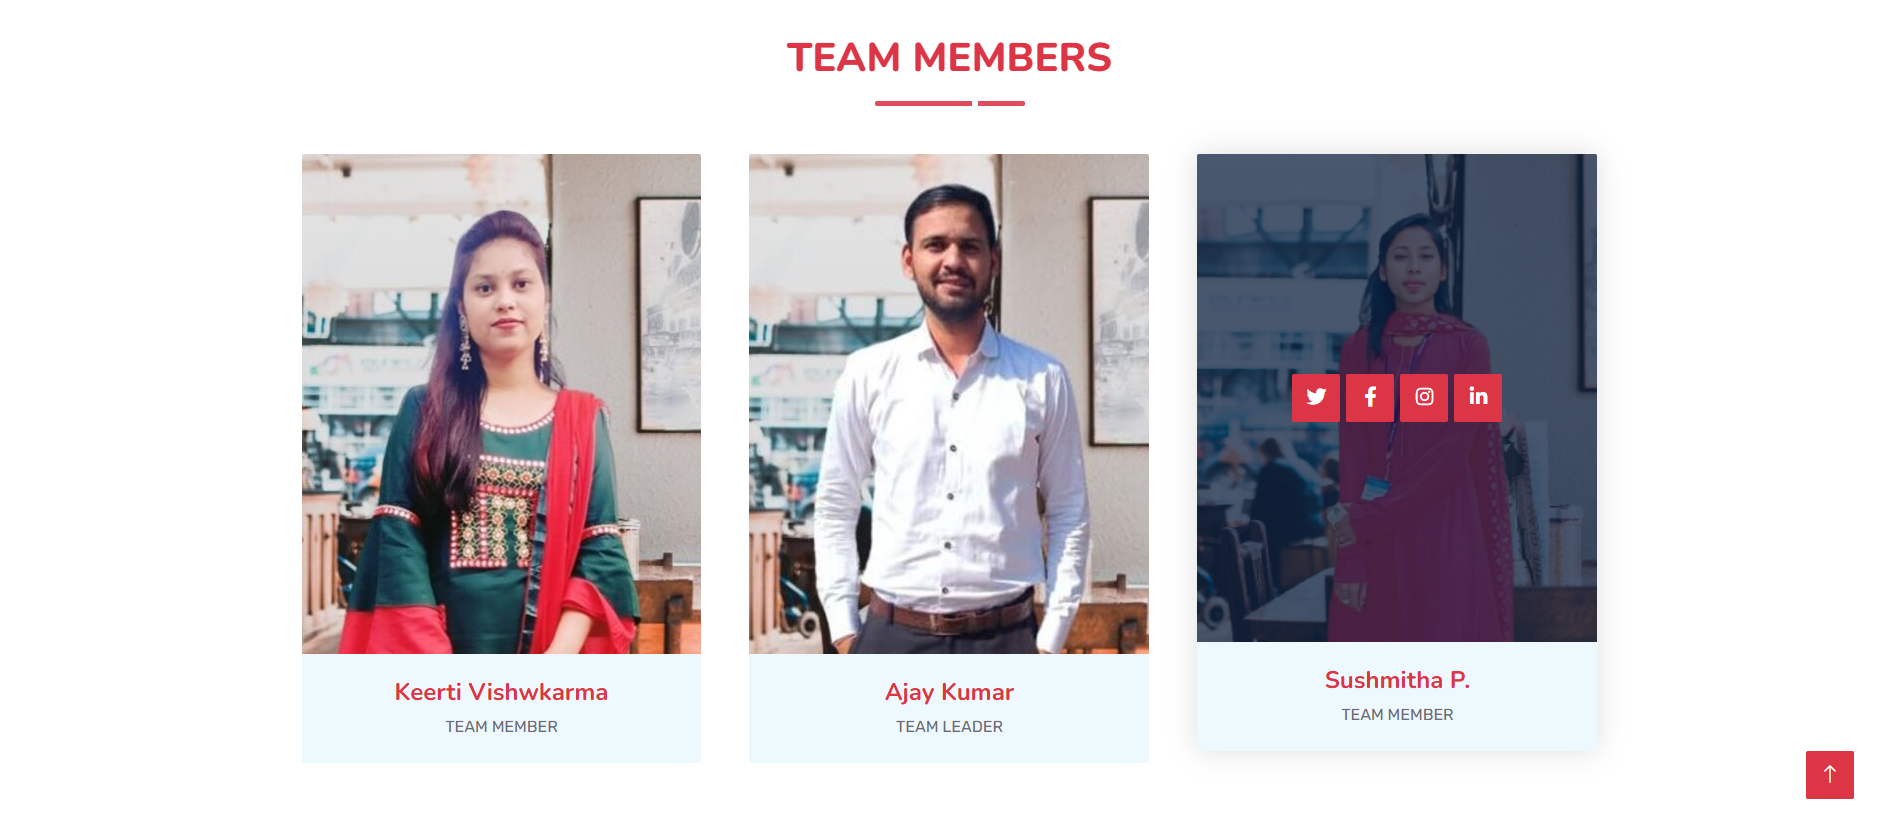 TEAM MEMBERS
Keerti Vishwkarma
TEAM MEMBER
Ajay Kumar
TEAM LEADER
Sushmitha P.
TEAM MEMBER